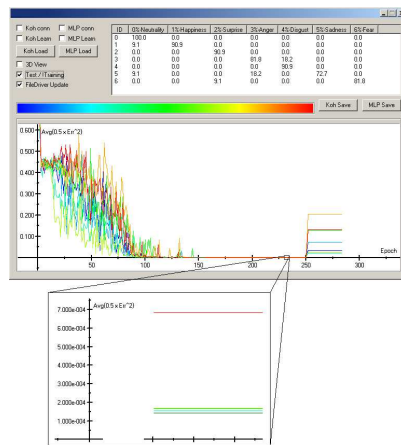 Koh conn MLP conn
Koh Learn MLP Learn
Koh Load MLP Load
3D View
Test / !Training
FileDriver Update
ID 0%-Neutrality 1%-Happiness 2%-Surprise 3%-Anger 4%-Disgust 5%-Sadness 6%-Fear
0 100.0 0.0 0.0 0.0 0.0 0.0 0.0
1 9.1 90.9 0.0 0.0 0.0 0.0 0.0
2 0.0 0.0 90.9 0.0 0.0 0.0 0.0
3 0.0 0.0 0.0 81.8 18.2 0.0 0.0
4 0.0 0.0 0.0 0.0 90.9 0.0 0.0
5 9.1 0.0 0.0 18.2 0.0 72.7 0.0
6 0.0 0.0 9.1 0.0 0.0 0.0 81.8
Koh Save MLP Save
0.600 Avg(0.5 x Err^2)
0.500
0.400
0.300
0.200
0.100
Epoch
50 100 150 200 250 300
7.000e-004 Avg(0.5 x Err^2)
6.000e-004
5.000e-004
4.000e-004
3.000e-004
2.000e-004
1.000e-004